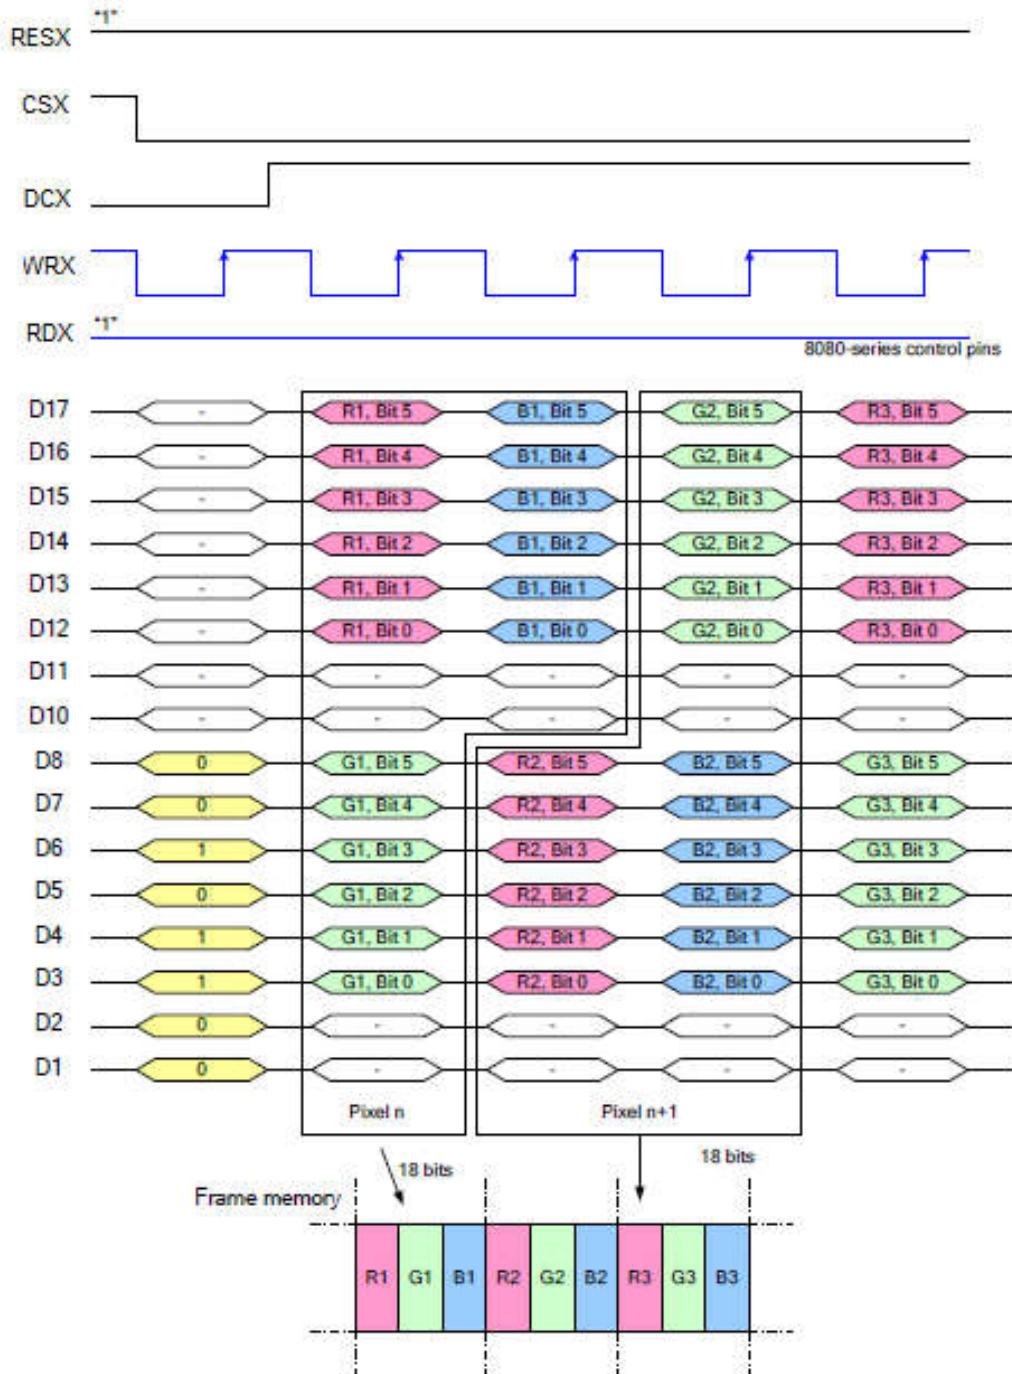 "1"
RESX
CSX
DCX
WRX
RDX "1"
8080-series control pins
D17 - R1, Bit 5 B1, Bit 5 G2, Bit 5 R3, Bit 5
D16 - R1, Bit 4 B1, Bit 4 G2, Bit 4 R3, Bit 4
D15 - R1, Bit 3 B1, Bit 3 G2, Bit 3 R3, Bit 3
D14 - R1, Bit 2 B1, Bit 2 G2, Bit 2 R3, Bit 2
D13 - R1, Bit 1 B1, Bit 1 G2, Bit 1 R3, Bit 1
D12 - R1, Bit 0 B1, Bit 0 G2, Bit 0 R3, Bit 0
D11 - - - - -
D10 - - - - -
D8 0 G1, Bit 5 R2, Bit 5 B2, Bit 5 G3, Bit 5
D7 0 G1, Bit 4 R2, Bit 4 B2, Bit 4 G3, Bit 4
D6 1 G1, Bit 3 R2, Bit 3 B2, Bit 3 G3, Bit 3
D5 0 G1, Bit 2 R2, Bit 2 B2, Bit 2 G3, Bit 2
D4 1 G1, Bit 1 R2, Bit 1 B2, Bit 1 G3, Bit 1
D3 1 G1, Bit 0 R2, Bit 0 B2, Bit 0 G3, Bit 0
D2 0 - - - -
D1 0 - - - -
Pixel n Pixel n+1
18 bits 18 bits
Frame memory
R1 G1 B1 R2 G2 B2 R3 G3 B3